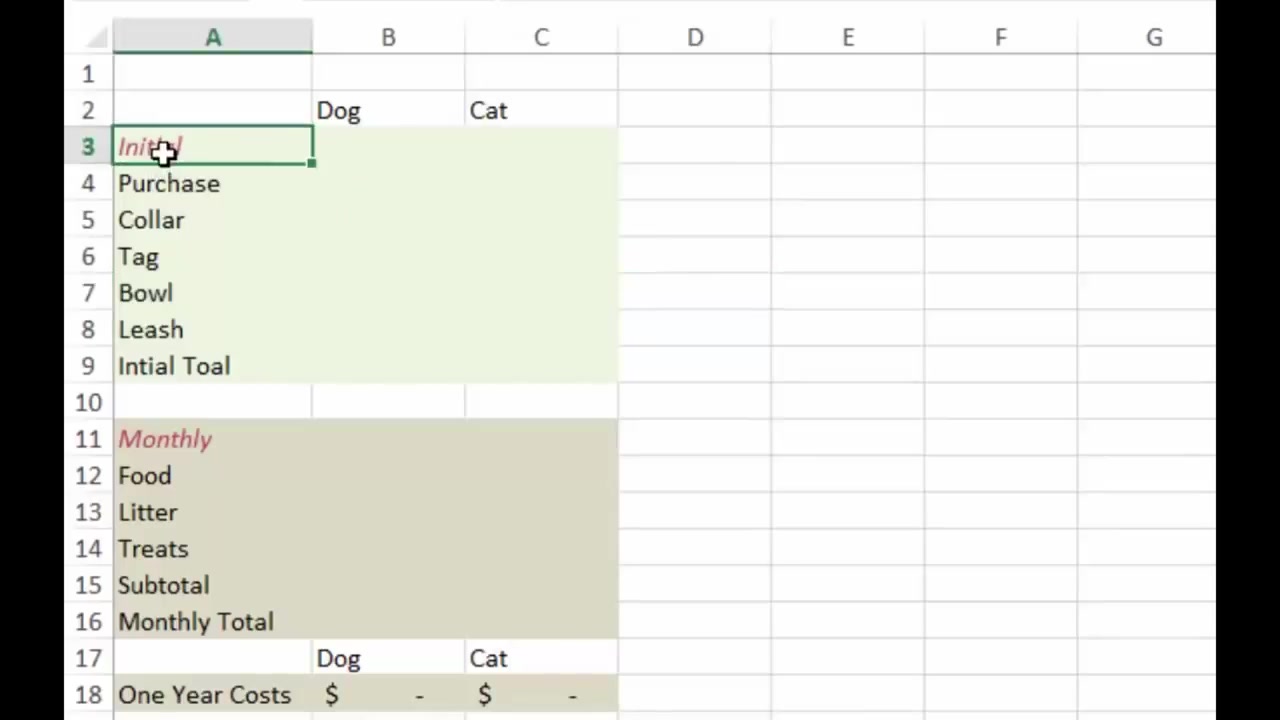 A B C D E F G
1
2 Dog Cat
3 Initial
4 Purchase
5 Collar
6 Tag
7 Bowl
8 Leash
9 Intial Toal
10
11 Monthly
12 Food
13 Litter
14 Treats
15 Subtotal
16 Monthly Total
17 Dog Cat
18 One Year Costs $ - $ -